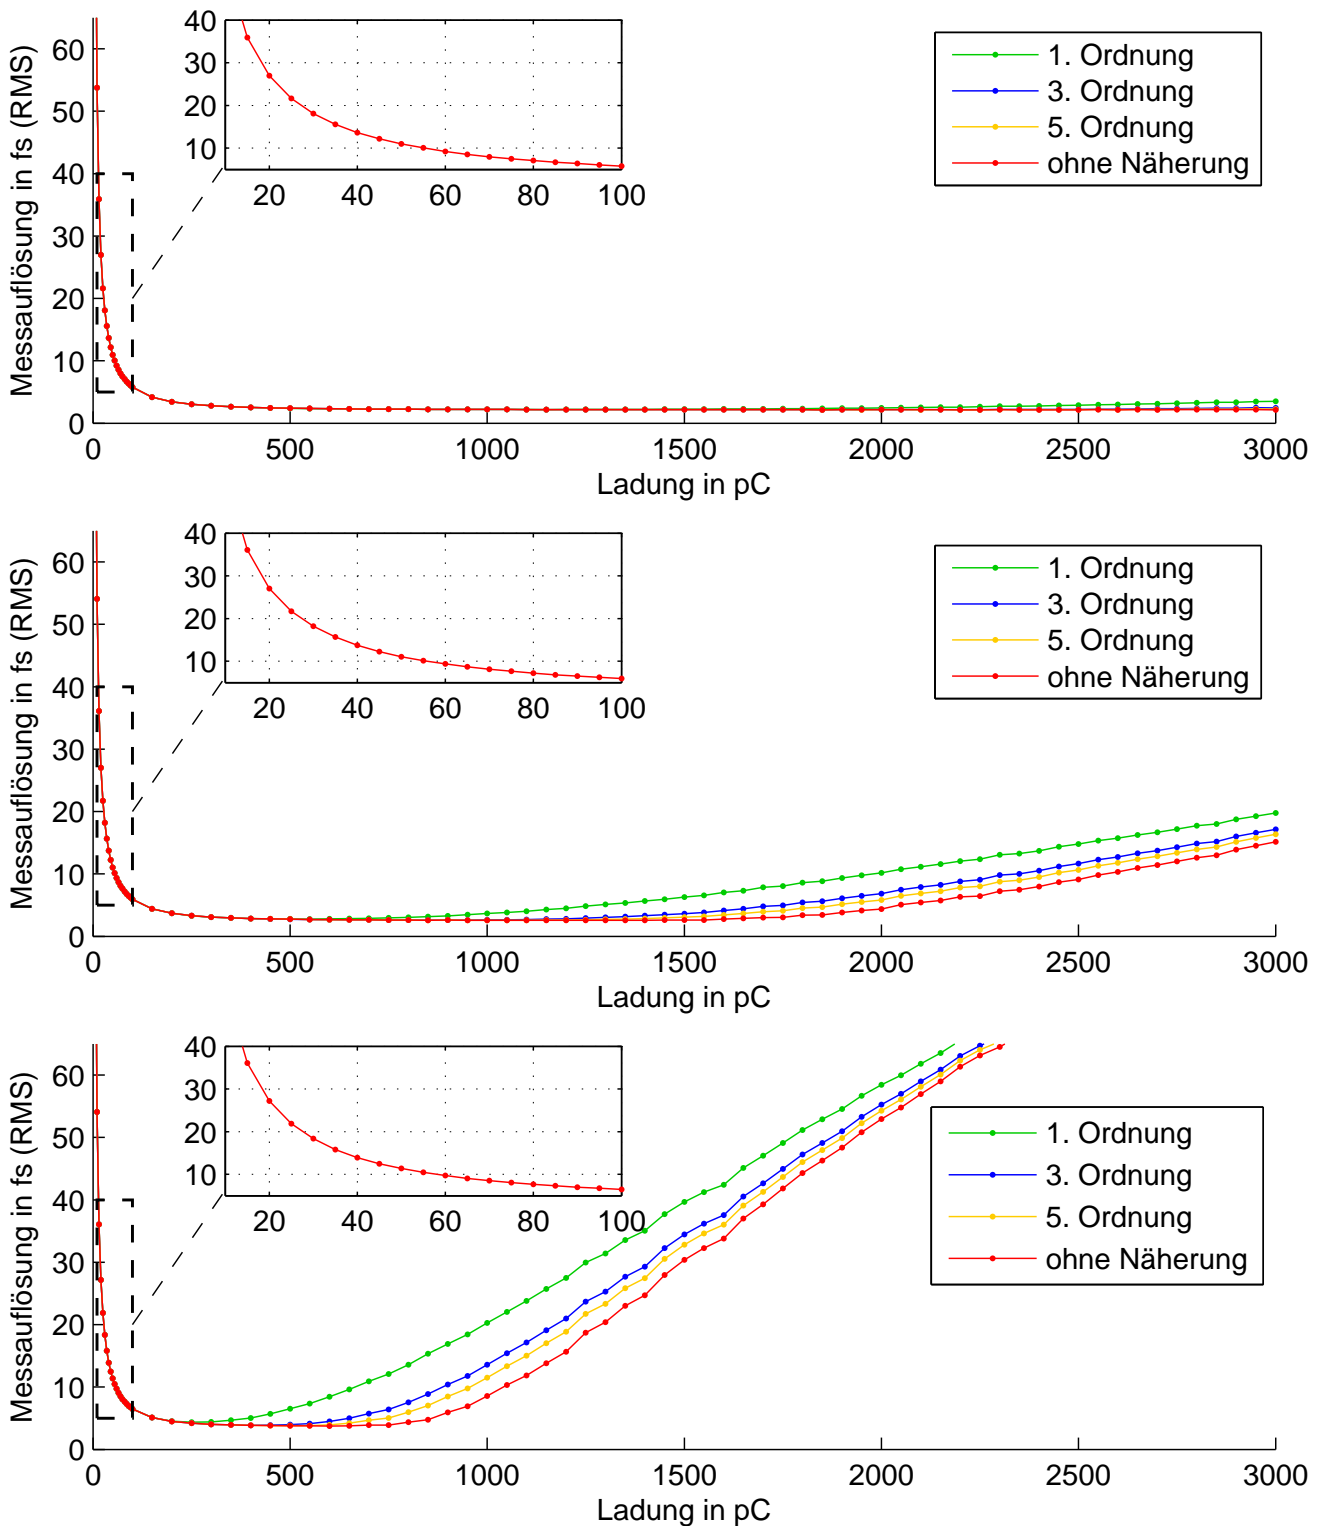 Messauflösung in fs (RMS)
60
50
40
30
20
10
0
0 500 1000 1500 2000 2500 3000
Ladung in pC
40
30
20
10
20 40 60 80 100
1. Ordnung
3. Ordnung
5. Ordnung
ohne Näherung
Messauflösung in fs (RMS)
60
50
40
30
20
10
0
0 500 1000 1500 2000 2500 3000
Ladung in pC
40
30
20
10
20 40 60 80 100
1. Ordnung
3. Ordnung
5. Ordnung
ohne Näherung
Messauflösung in fs (RMS)
60
50
40
30
20
10
0
0 500 1000 1500 2000 2500 3000
Ladung in pC
40
30
20
10
20 40 60 80 100
1. Ordnung
3. Ordnung
5. Ordnung
ohne Näherung